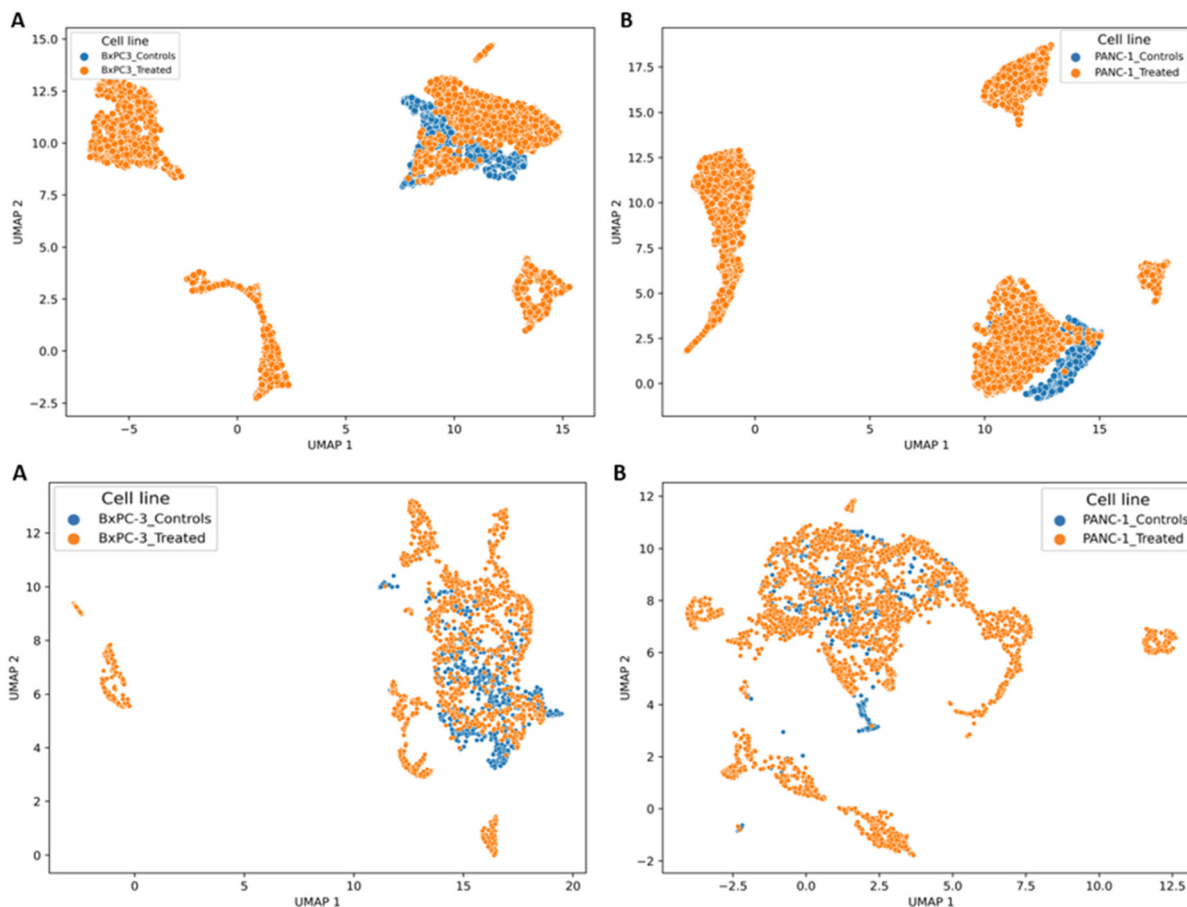 A
Cell line
BxPC3_Controls
BxPC3_Treated
15.0
12.5
10.0
7.5
5.0
2.5
0.0
−2.5
UMAP 2
−5
0
5
10
15
UMAP 1
B
Cell line
PANC-1_Controls
PANC-1_Treated
17.5
15.0
12.5
10.0
7.5
5.0
2.5
0.0
UMAP 2
0
5
10
15
UMAP 1
A
Cell line
BxPC-3_Controls
BxPC-3_Treated
12
10
8
6
4
2
0
UMAP 2
0
5
10
15
20
UMAP 1
B
Cell line
PANC-1_Controls
PANC-1_Treated
12
10
8
6
4
2
0
−2
UMAP 2
−2.5
0.0
2.5
5.0
7.5
10.0
12.5
UMAP 1